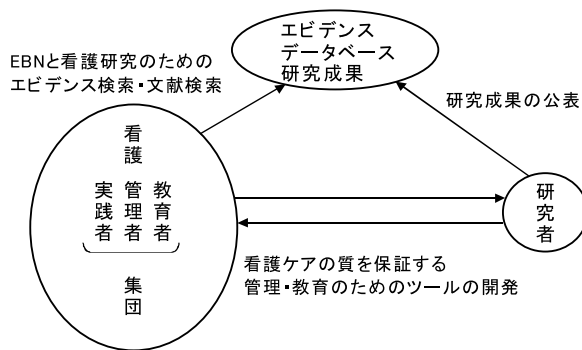 エビデンス
データベース
研究成果
EBNと看護研究のための
エビデンス検索・文献検索
研究成果の公表
看護
実践者
管理者
教育者
集団
研究者
看護ケアの質を保証する
管理・教育のためのツールの開発